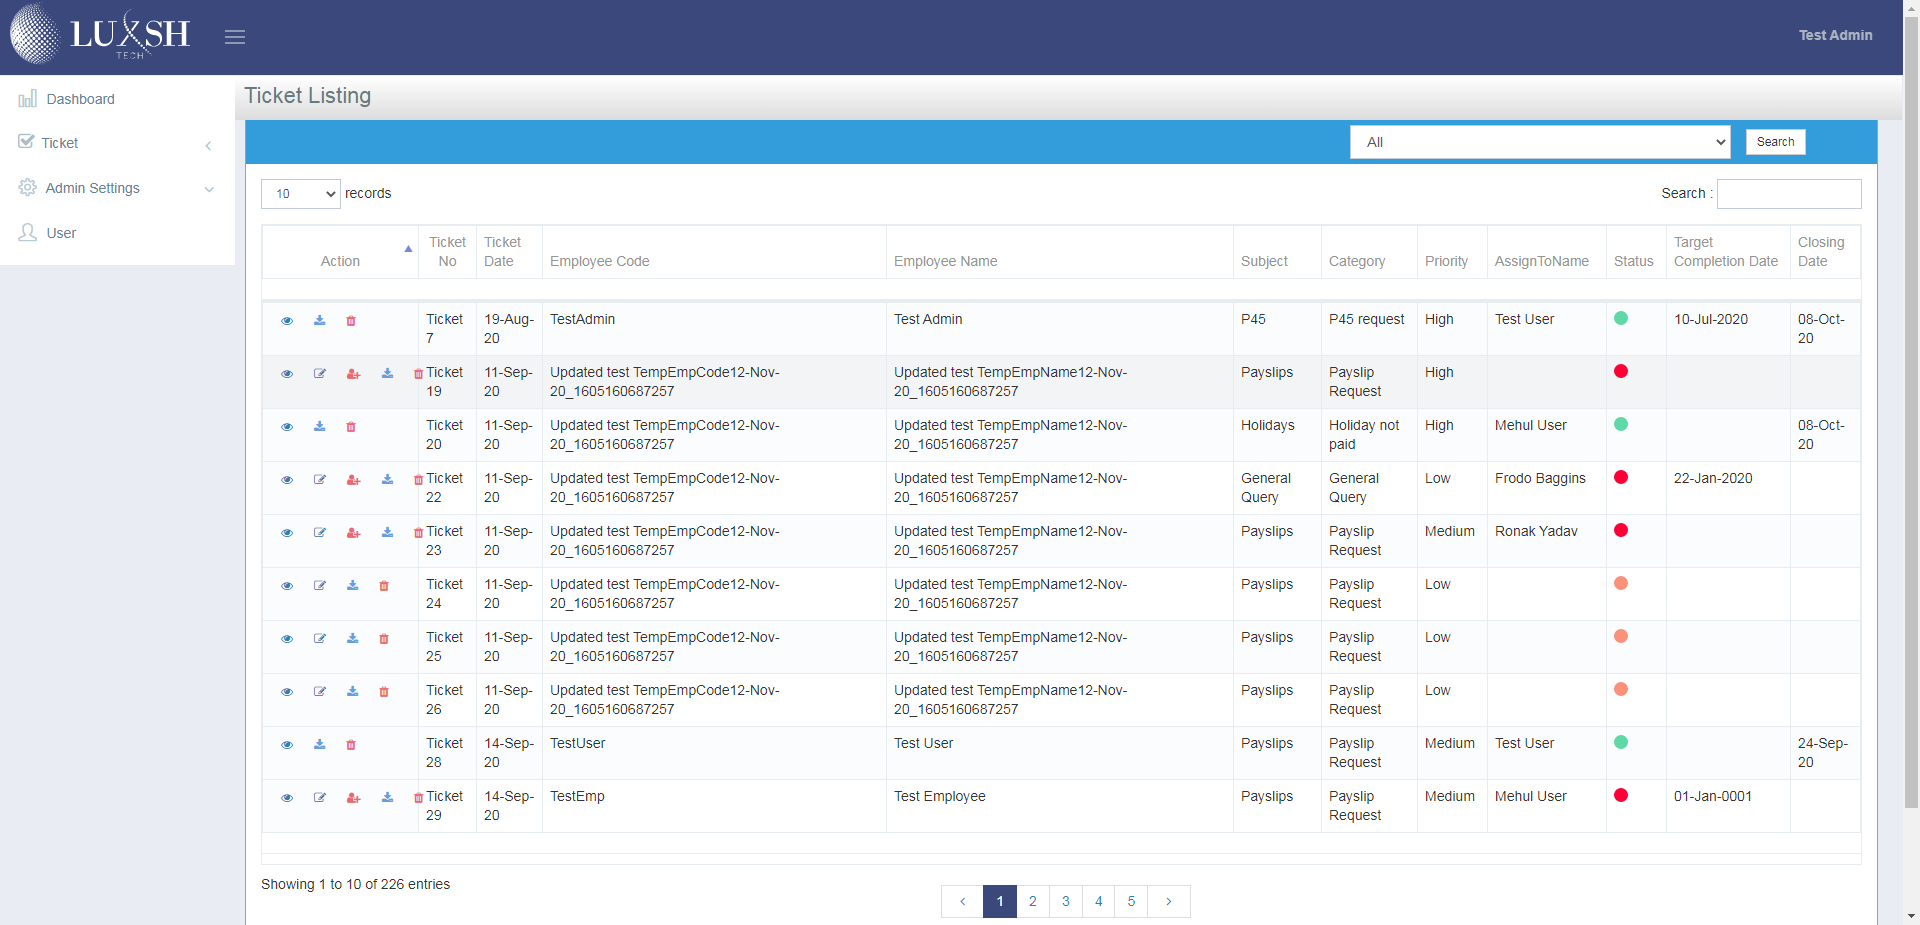 LUXSH
TECH
Test Admin
Dashboard
Ticket
Admin Settings
User
Ticket Listing
All
Search
10 records
Search :
Action
Ticket No
Ticket Date
Employee Code
Employee Name
Subject
Category
Priority
AssignToName
Status
Target Completion Date
Closing Date
Ticket 19-Aug- TestAdmin Test Admin P45 P45 request High Test User 10-Jul-2020 08-Oct-
7 20 20
Ticket 11-Sep- Updated test TempEmpCode12-Nov- Updated test TempEmpName12-Nov- Payslips Payslip High
19 20 20_1605160687257 20_1605160687257 Request
Ticket 11-Sep- Updated test TempEmpCode12-Nov- Updated test TempEmpName12-Nov- Holidays Holiday not High Mehul User 08-Oct-
20 20 20_1605160687257 20_1605160687257 paid 20
Ticket 11-Sep- Updated test TempEmpCode12-Nov- Updated test TempEmpName12-Nov- General General Low Frodo Baggins 22-Jan-2020
22 20 20_1605160687257 20_1605160687257 Query Query
Ticket 11-Sep- Updated test TempEmpCode12-Nov- Updated test TempEmpName12-Nov- Payslips Payslip Medium Ronak Yadav
23 20 20_1605160687257 20_1605160687257 Request
Ticket 11-Sep- Updated test TempEmpCode12-Nov- Updated test TempEmpName12-Nov- Payslips Payslip Low
24 20 20_1605160687257 20_1605160687257 Request
Ticket 11-Sep- Updated test TempEmpCode12-Nov- Updated test TempEmpName12-Nov- Payslips Payslip Low
25 20 20_1605160687257 20_1605160687257 Request
Ticket 11-Sep- Updated test TempEmpCode12-Nov- Updated test TempEmpName12-Nov- Payslips Payslip Low
26 20 20_1605160687257 20_1605160687257 Request
Ticket 14-Sep- TestUser Test User Payslips Payslip Medium Test User 24-Sep-
28 20 Request 20
Ticket 14-Sep- TestEmp Test Employee Payslips Payslip Medium Mehul User 01-Jan-0001
29 20 Request
Showing 1 to 10 of 226 entries
‹ 1 2 3 4 5 ›